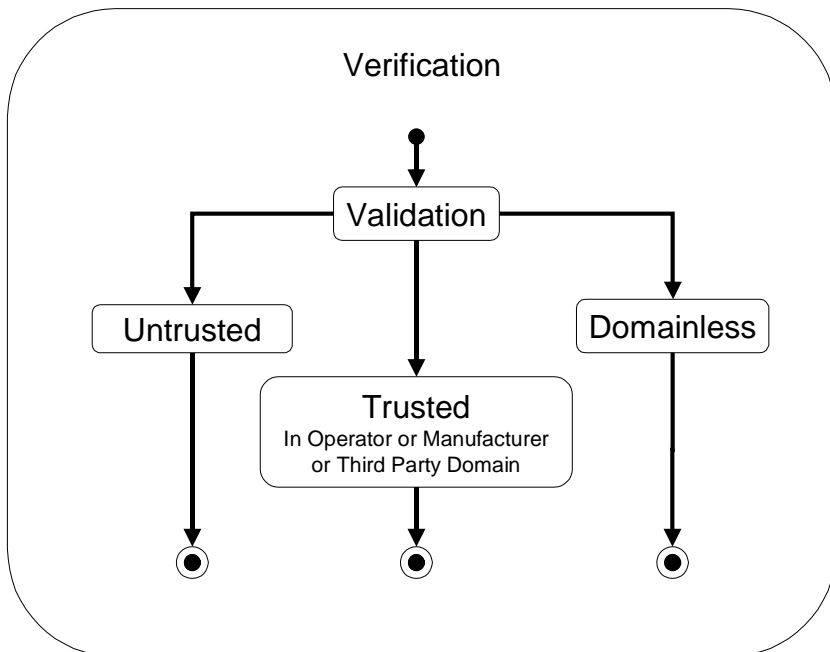 Verification
Validation
Untrusted
Domainless
Trusted
In Operator or Manufacturer
or Third Party Domain